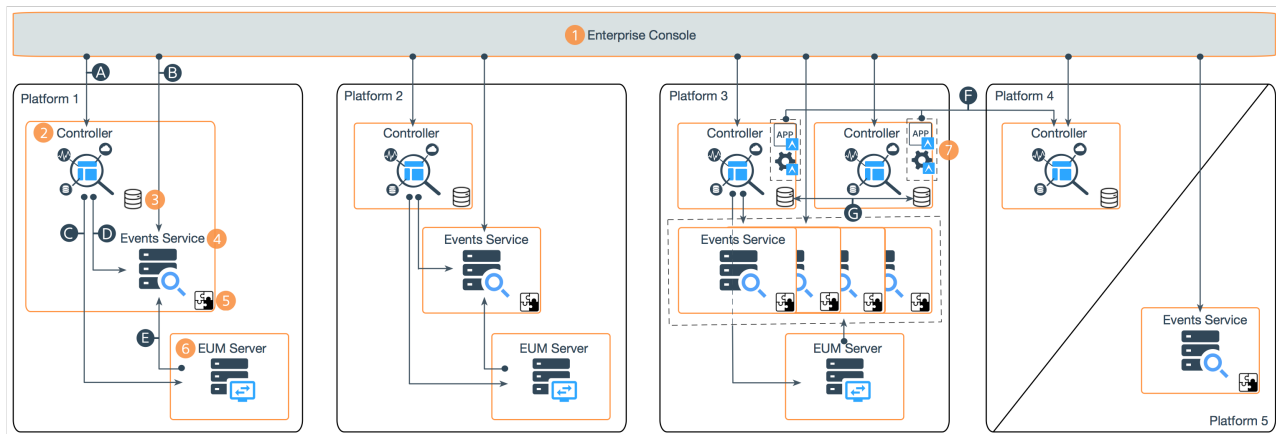 1 Enterprise Console
A
B
F
Platform 1
Platform 2
Platform 3
Platform 4
2 Controller
Controller
Controller
APP
Controller
APP
7
Controller
3
G
C
D
Events Service 4
Events Service
Events Service
5
E
6 EUM Server
EUM Server
EUM Server
Events Service
Platform 5